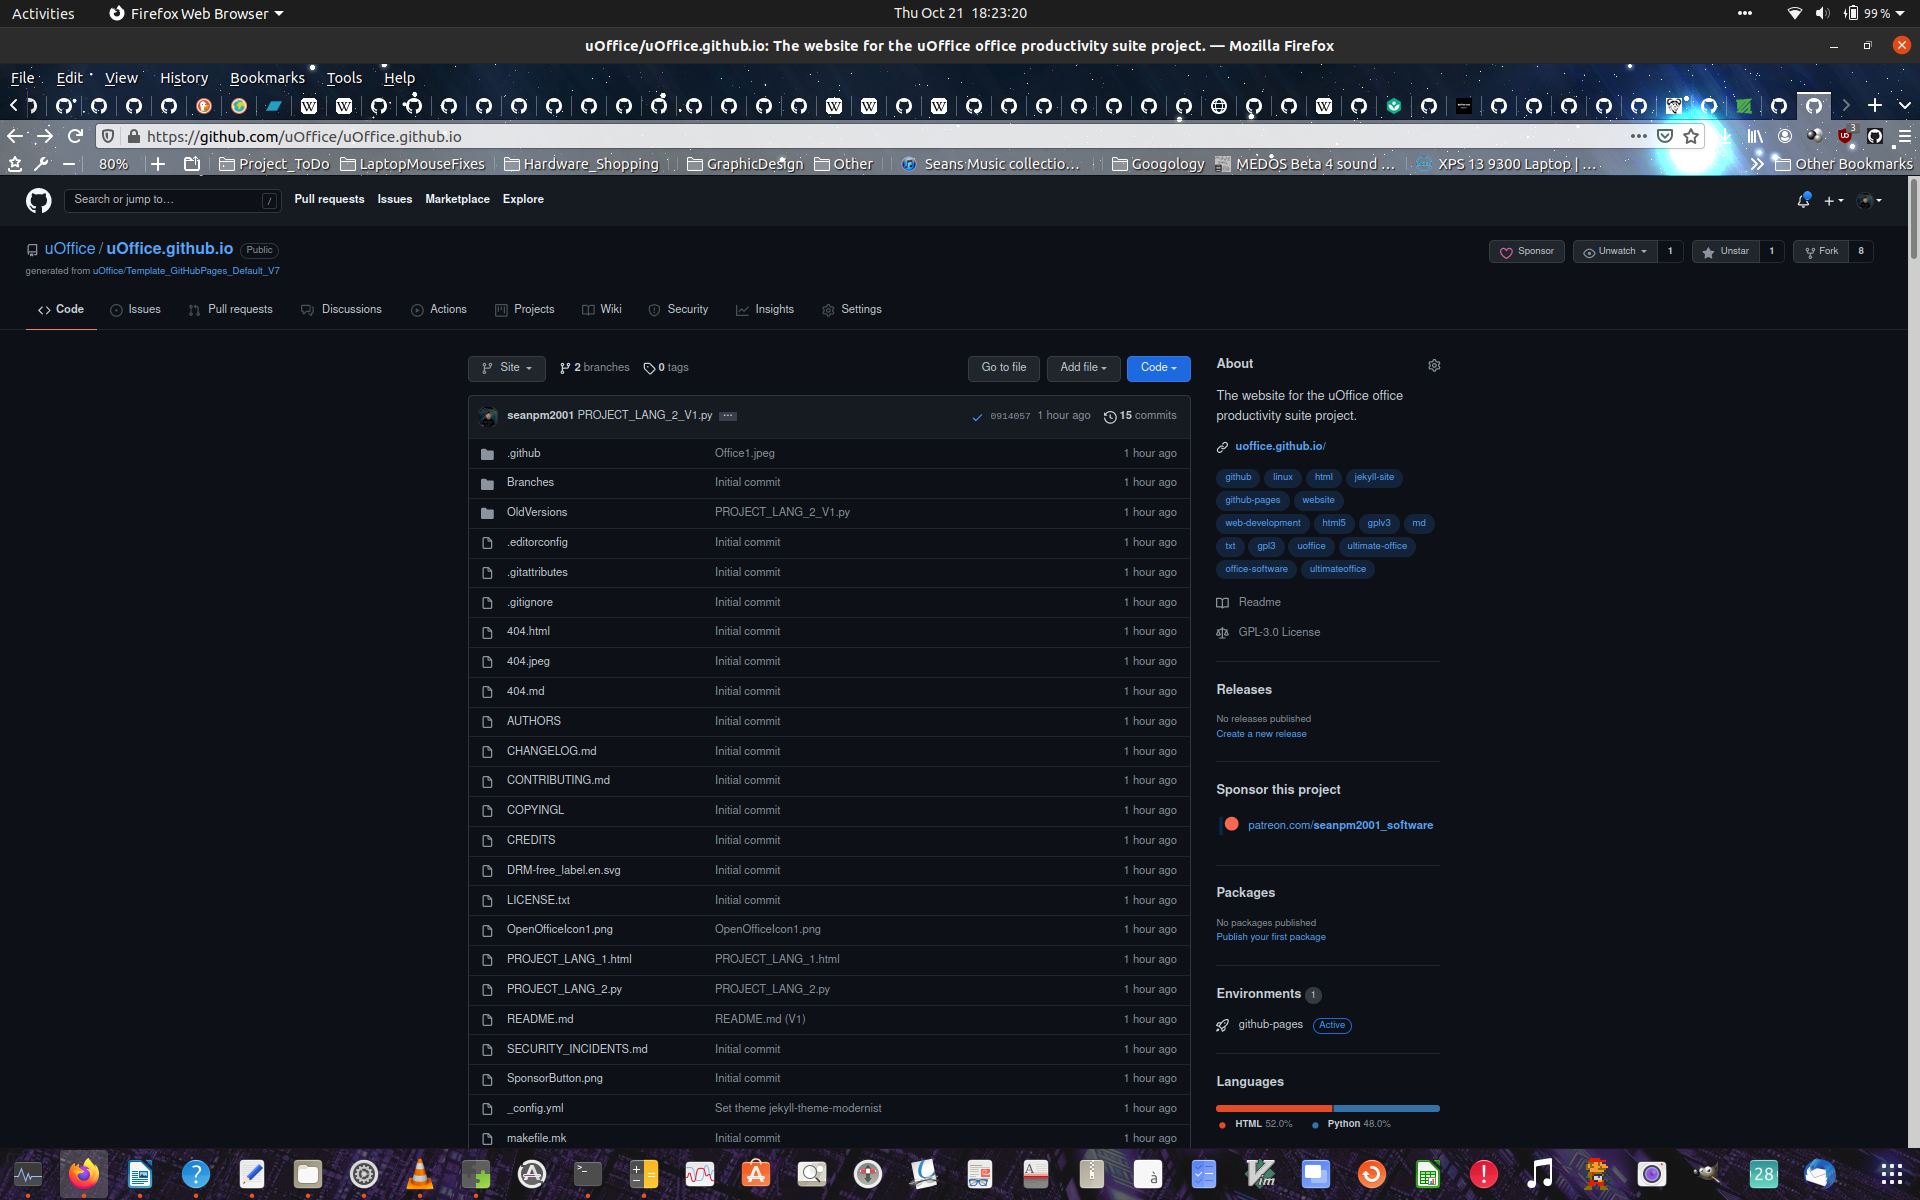 Activities
Firefox Web Browser
Thu Oct 21 18:23:20
99 %
uOffice/uOffice.github.io: The website for the uOffice office productivity suite project. — Mozilla Firefox
File Edit View History Bookmarks Tools Help
https://github.com/uOffice/uOffice.github.io
3
80% Project_ToDo LaptopMouseFixes Hardware_Shopping GraphicDesign Other Seans Music collectio... Googology MEDOS Beta 4 sound ... XPS 13 9300 Laptop | ... Other Bookmarks
Search or jump to... / Pull requests Issues Marketplace Explore
uOffice / uOffice.github.io Public
Sponsor Unwatch 1 Unstar 1 Fork 8
generated from uOffice/Template_GitHubPages_Default_V7
Code Issues Pull requests Discussions Actions Projects Wiki Security Insights Settings
Site 2 branches 0 tags Go to file Add file Code
seanpm2001 PROJECT_LANG_2_V1.py ... 0914057 1 hour ago 15 commits
.github Office1.jpeg 1 hour ago
Branches Initial commit 1 hour ago
OldVersions PROJECT_LANG_2_V1.py 1 hour ago
.editorconfig Initial commit 1 hour ago
.gitattributes Initial commit 1 hour ago
.gitignore Initial commit 1 hour ago
404.html Initial commit 1 hour ago
404.jpeg Initial commit 1 hour ago
404.md Initial commit 1 hour ago
AUTHORS Initial commit 1 hour ago
CHANGELOG.md Initial commit 1 hour ago
CONTRIBUTING.md Initial commit 1 hour ago
COPYINGL Initial commit 1 hour ago
CREDITS Initial commit 1 hour ago
DRM-free_label.en.svg Initial commit 1 hour ago
LICENSE.txt Initial commit 1 hour ago
OpenOfficeIcon1.png OpenOfficeIcon1.png 1 hour ago
PROJECT_LANG_1.html PROJECT_LANG_1.html 1 hour ago
PROJECT_LANG_2.py PROJECT_LANG_2.py 1 hour ago
README.md README.md (V1) 1 hour ago
SECURITY_INCIDENTS.md Initial commit 1 hour ago
SponsorButton.png Initial commit 1 hour ago
_config.yml Set theme jekyll-theme-modernist 1 hour ago
makefile.mk Initial commit 1 hour ago
About
The website for the uOffice office
productivity suite project.
uoffice.github.io/
github linux html jekyll-site
github-pages website
web-development html5 gplv3 md
txt gpl3 uoffice ultimate-office
office-software ultimateoffice
Readme
GPL-3.0 License
Releases
No releases published
Create a new release
Sponsor this project
patreon.com/seanpm2001_software
Packages
No packages published
Publish your first package
Environments 1
github-pages Active
Languages
HTML 52.0% Python 48.0%
28